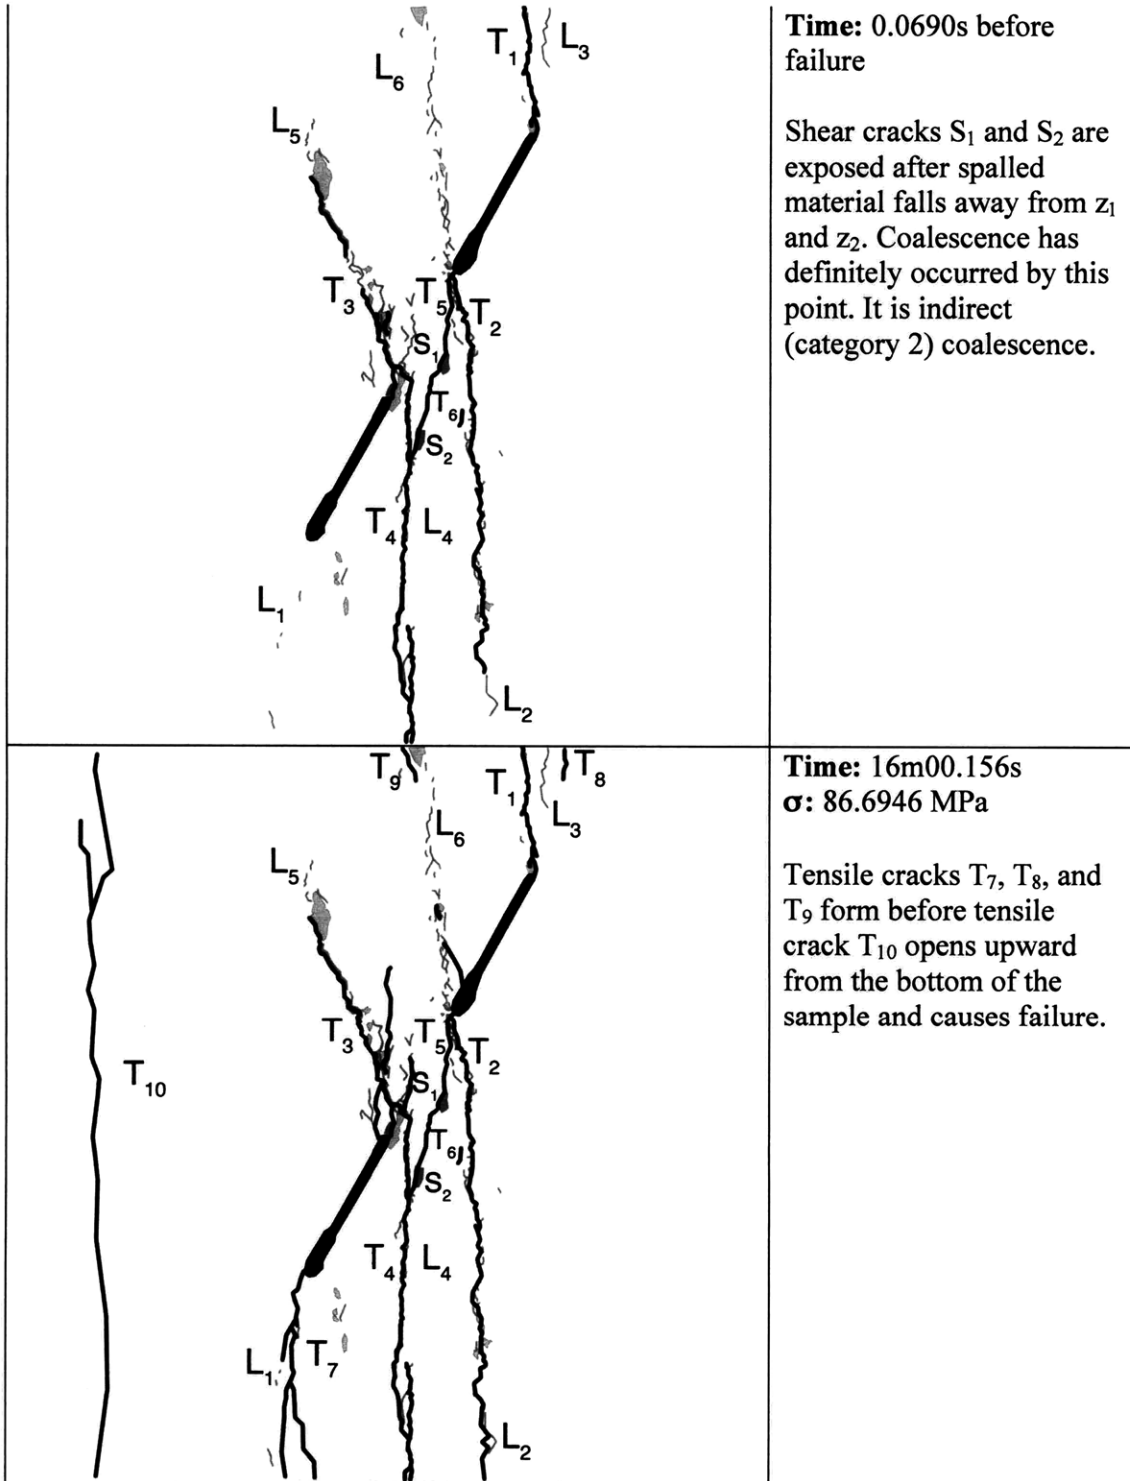 T₁
L₃
L₆
L₅
T₃
T₅
T₂
S₁
T₆
S₂
T₄
L₄
L₁
L₂
Time: 0.0690s before
failure
Shear cracks S₁ and S₂ are
exposed after spalled
material falls away from z₁
and z₂. Coalescence has
definitely occurred by this
point. It is indirect
(category 2) coalescence.
T₉
T₁
T₈
L₃
L₆
L₅
T₃
T₅
T₂
T₁₀
S₁
T₆
S₂
T₄
L₄
L₁
T₇
L₂
Time: 16m00.156s
σ: 86.6946 MPa
Tensile cracks T₇, T₈, and
T₉ form before tensile
crack T₁₀ opens upward
from the bottom of the
sample and causes failure.